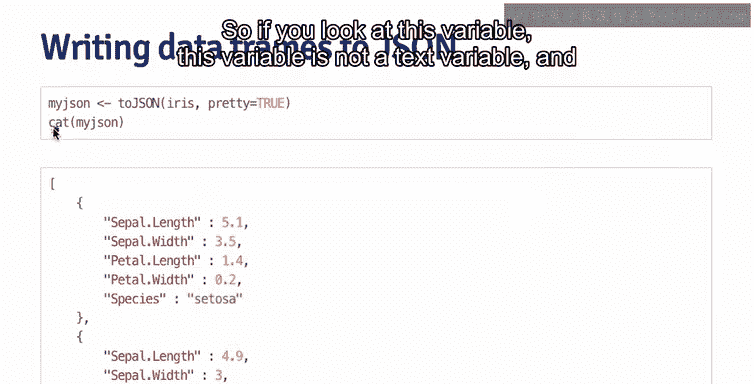 So if you look at this variable,
Writing data frames to JSON
this variable is not a text variable, and
myjson <- toJSON(iris, pretty=TRUE)
cat(myjson)
[
{
"Sepal.Length" : 5.1,
"Sepal.Width" : 3.5,
"Petal.Length" : 1.4,
"Petal.Width" : 0.2,
"Species" : "setosa"
},
{
"Sepal.Length" : 4.9,
"Sepal.Width" : 3,